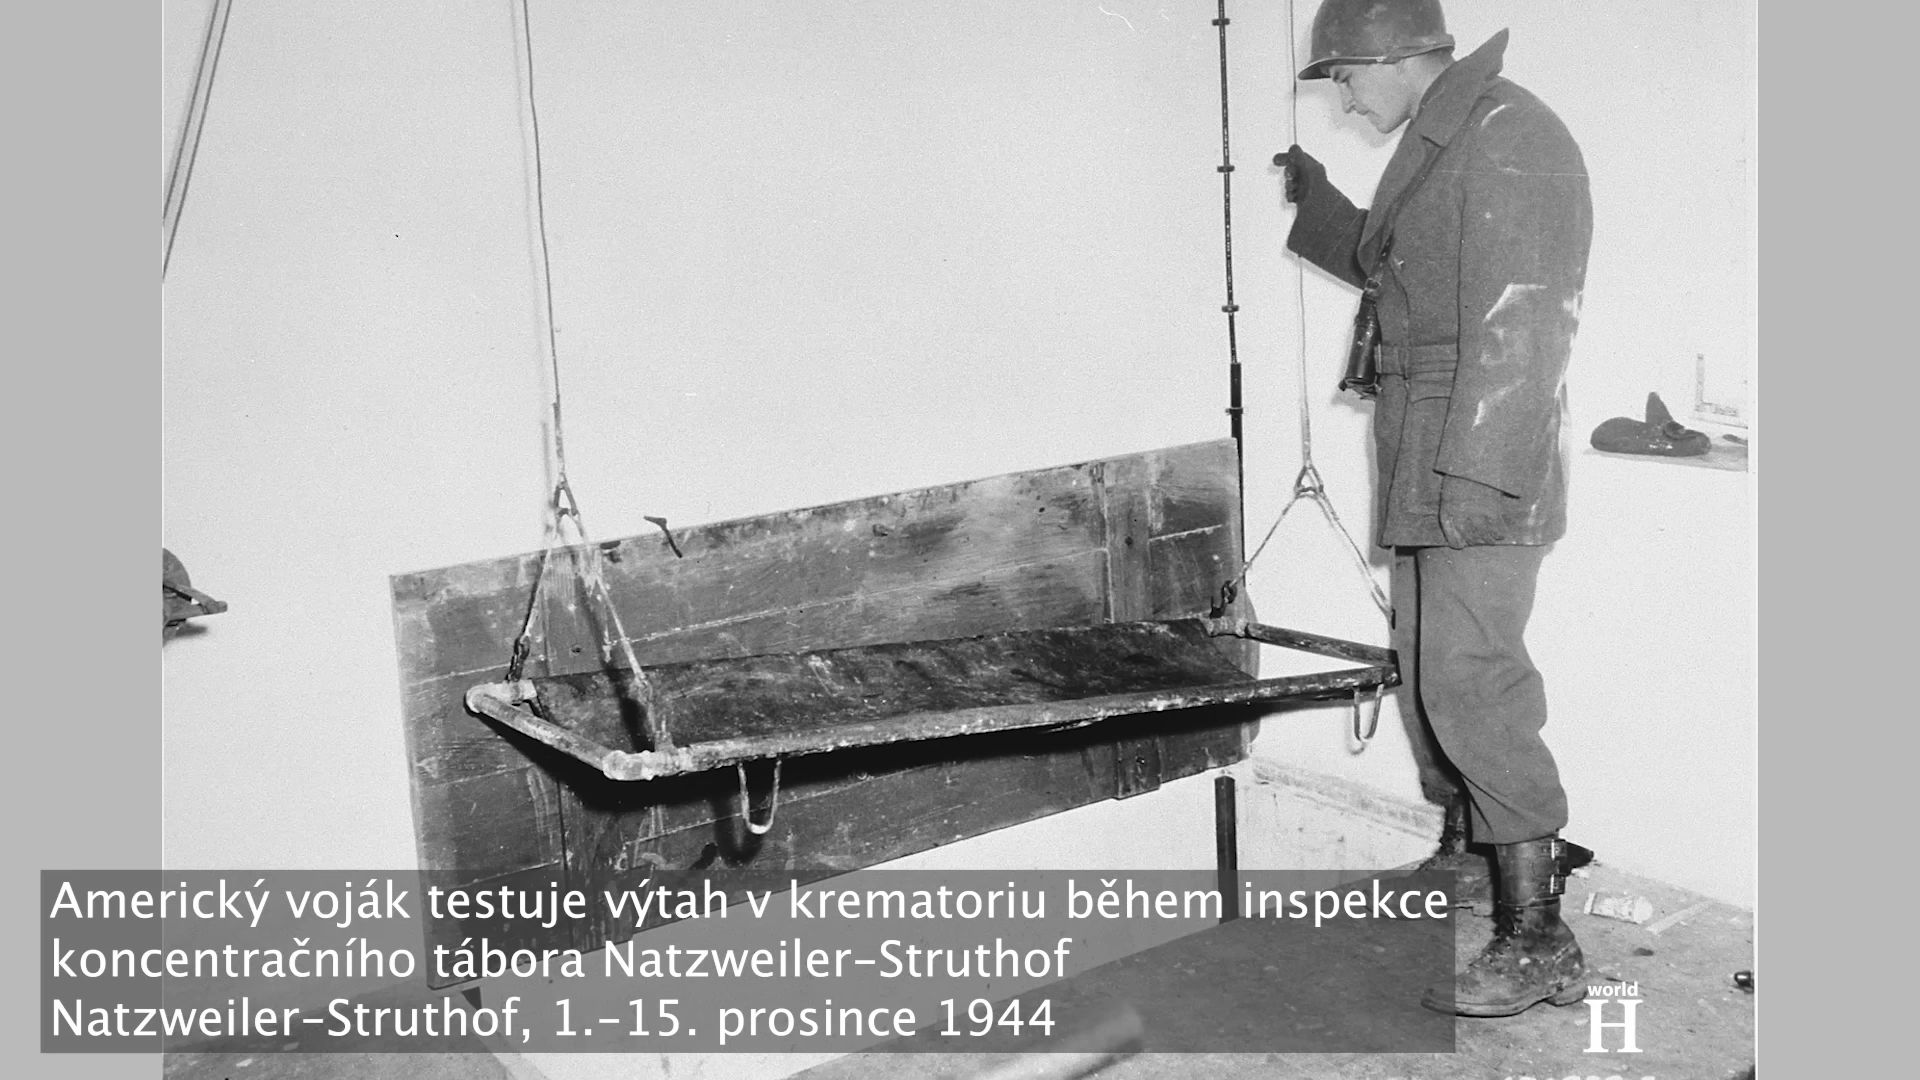 Americký voják testuje výtah v krematoriu během inspekce
koncentračního tábora Natzweiler–Struthof
Natzweiler–Struthof, 1.–15. prosince 1944
world
H